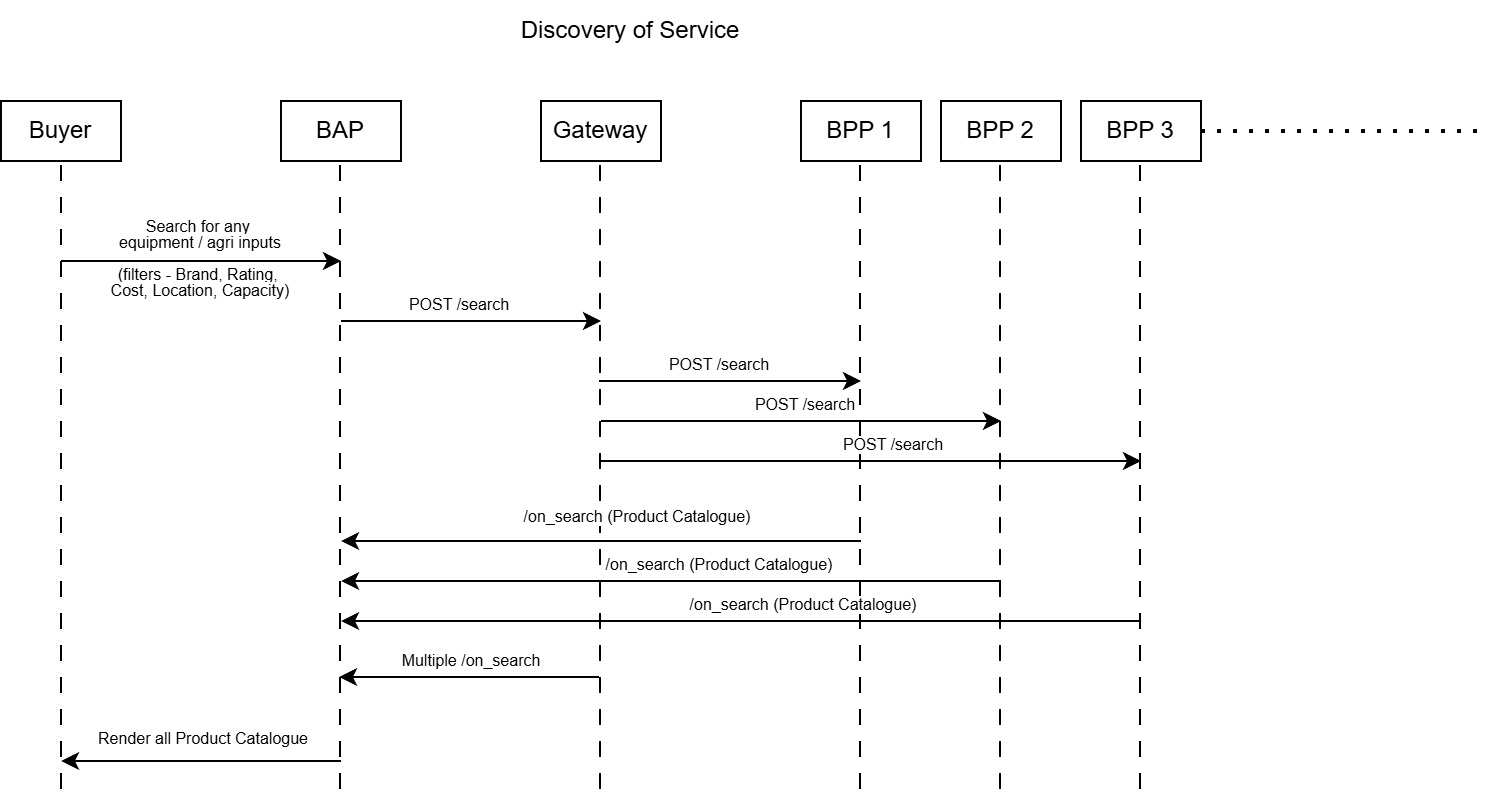 Discovery of Service
Buyer
BAP
Gateway
BPP 1
BPP 2
BPP 3
Search for any
equipment / agri inputs
(filters - Brand, Rating,
Cost, Location, Capacity)
POST /search
POST /search
POST /search
POST /search
/on_search (Product Catalogue)
/on_search (Product Catalogue)
/on_search (Product Catalogue)
Multiple /on_search
Render all Product Catalogue